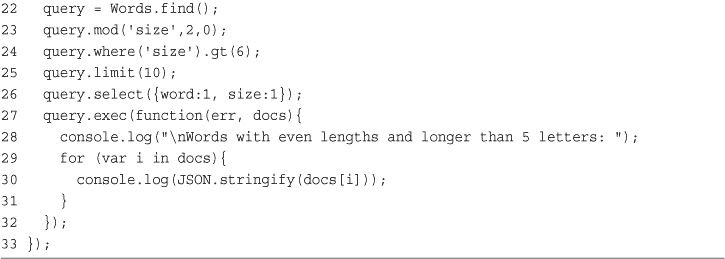 22   query = Words.find();
23   query.mod('size',2,0);
24   query.where('size').gt(6);
25   query.limit(10);
26   query.select({word:1, size:1});
27   query.exec(function(err, docs){
28     console.log("\nWords with even lengths and longer than 5 letters: ");
29     for (var i in docs){
30       console.log(JSON.stringify(docs[i]));
31     }
32   });
33 });